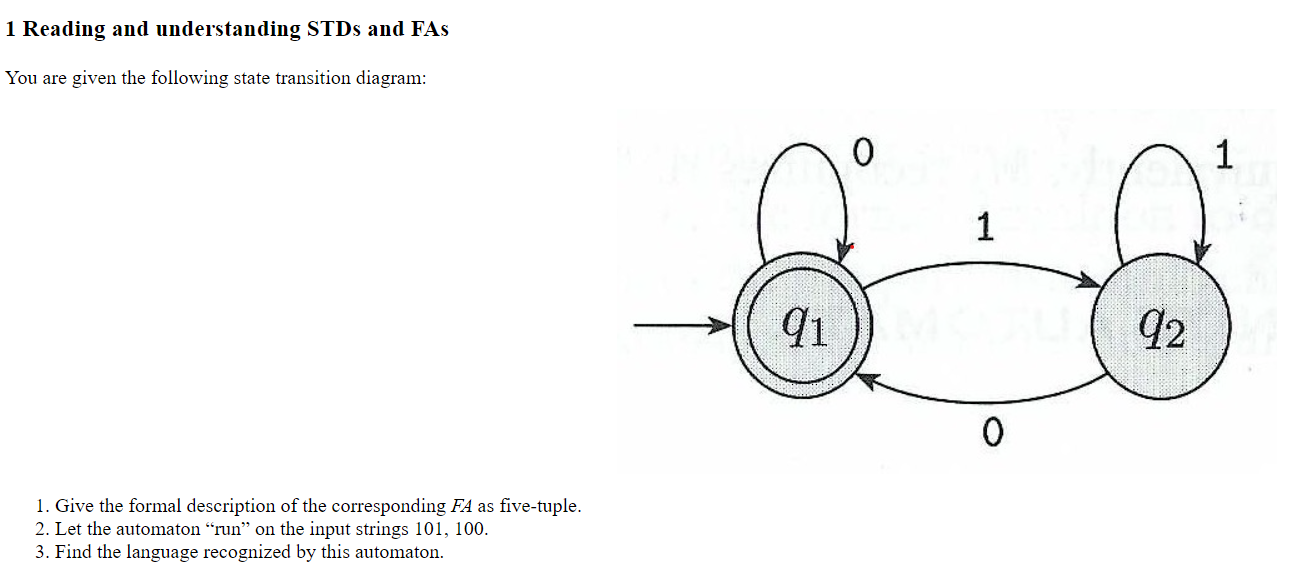 1 Reading and understanding STDs and FAs
You are given the following state transition diagram:
0
1
1
q1
q2
0
1. Give the formal description of the corresponding FA as five-tuple.
2. Let the automaton “run” on the input strings 101, 100.
3. Find the language recognized by this automaton.